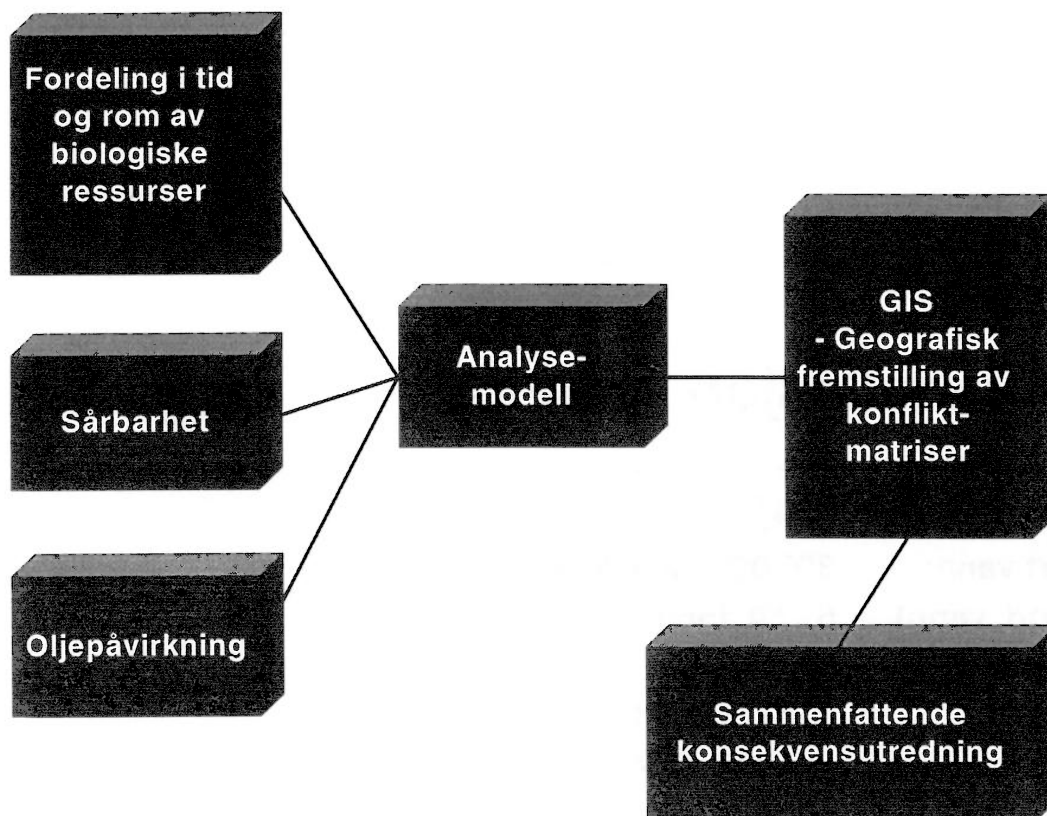 Fordeling i tid
og rom av
biologiske
ressurser
Sårbarhet
Oljepåvirkning
Analyse-
modell
GIS
- Geografisk
fremstilling av
konflikt-
matriser
Sammenfattende
konsekvensutredning